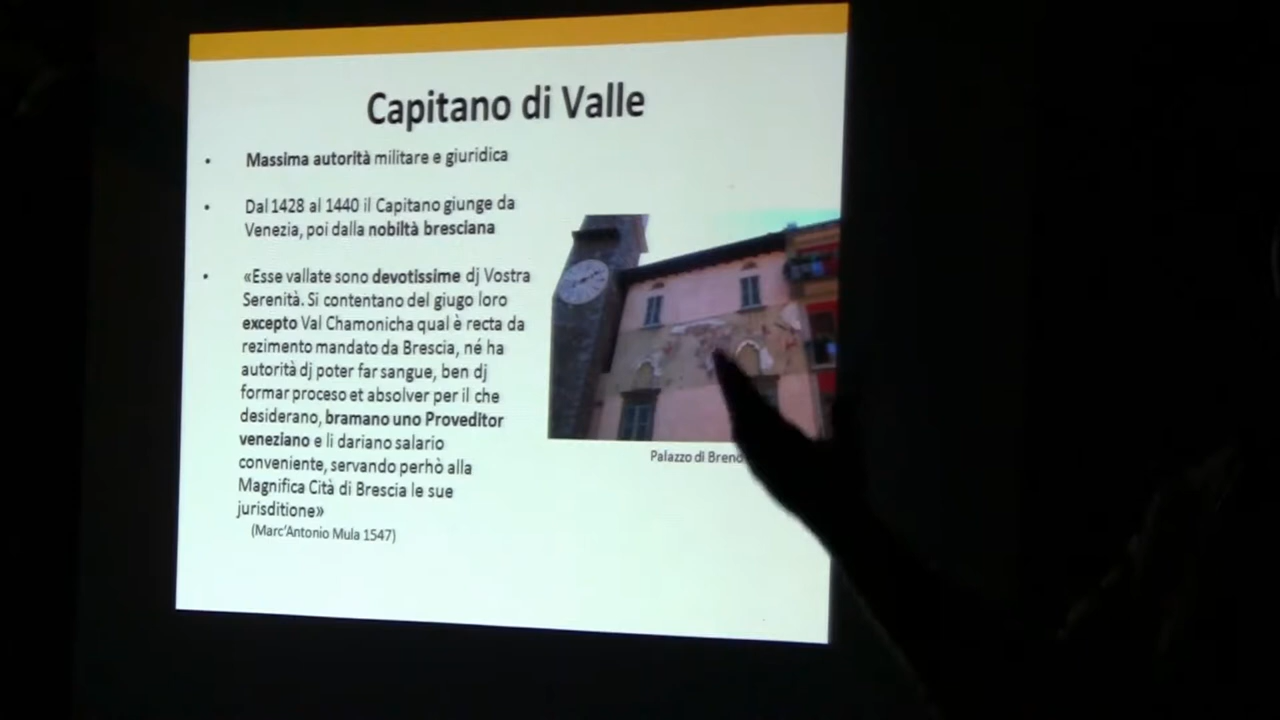 Capitano di Valle
• Massima autorità militare e giuridica
• Dal 1428 al 1440 il Capitano giunge da
Venezia, poi dalla nobiltà bresciana
• «Esse vallate sono devotissime dj Vostra
Serenità. Si contentano del giugo loro
excepto Val Chamonicha qual è recta da
rezimento mandato da Brescia, né ha
autorità dj poter far sangue, ben dj
formar proceso et absolver per il che
desiderano, bramano uno Proveditor
veneziano e li dariano salario
conveniente, servando perhò alla
Magnifica Cità di Brescia le sue
jurisditione»
(Marc'Antonio Mula 1547)
Palazzo di Breno